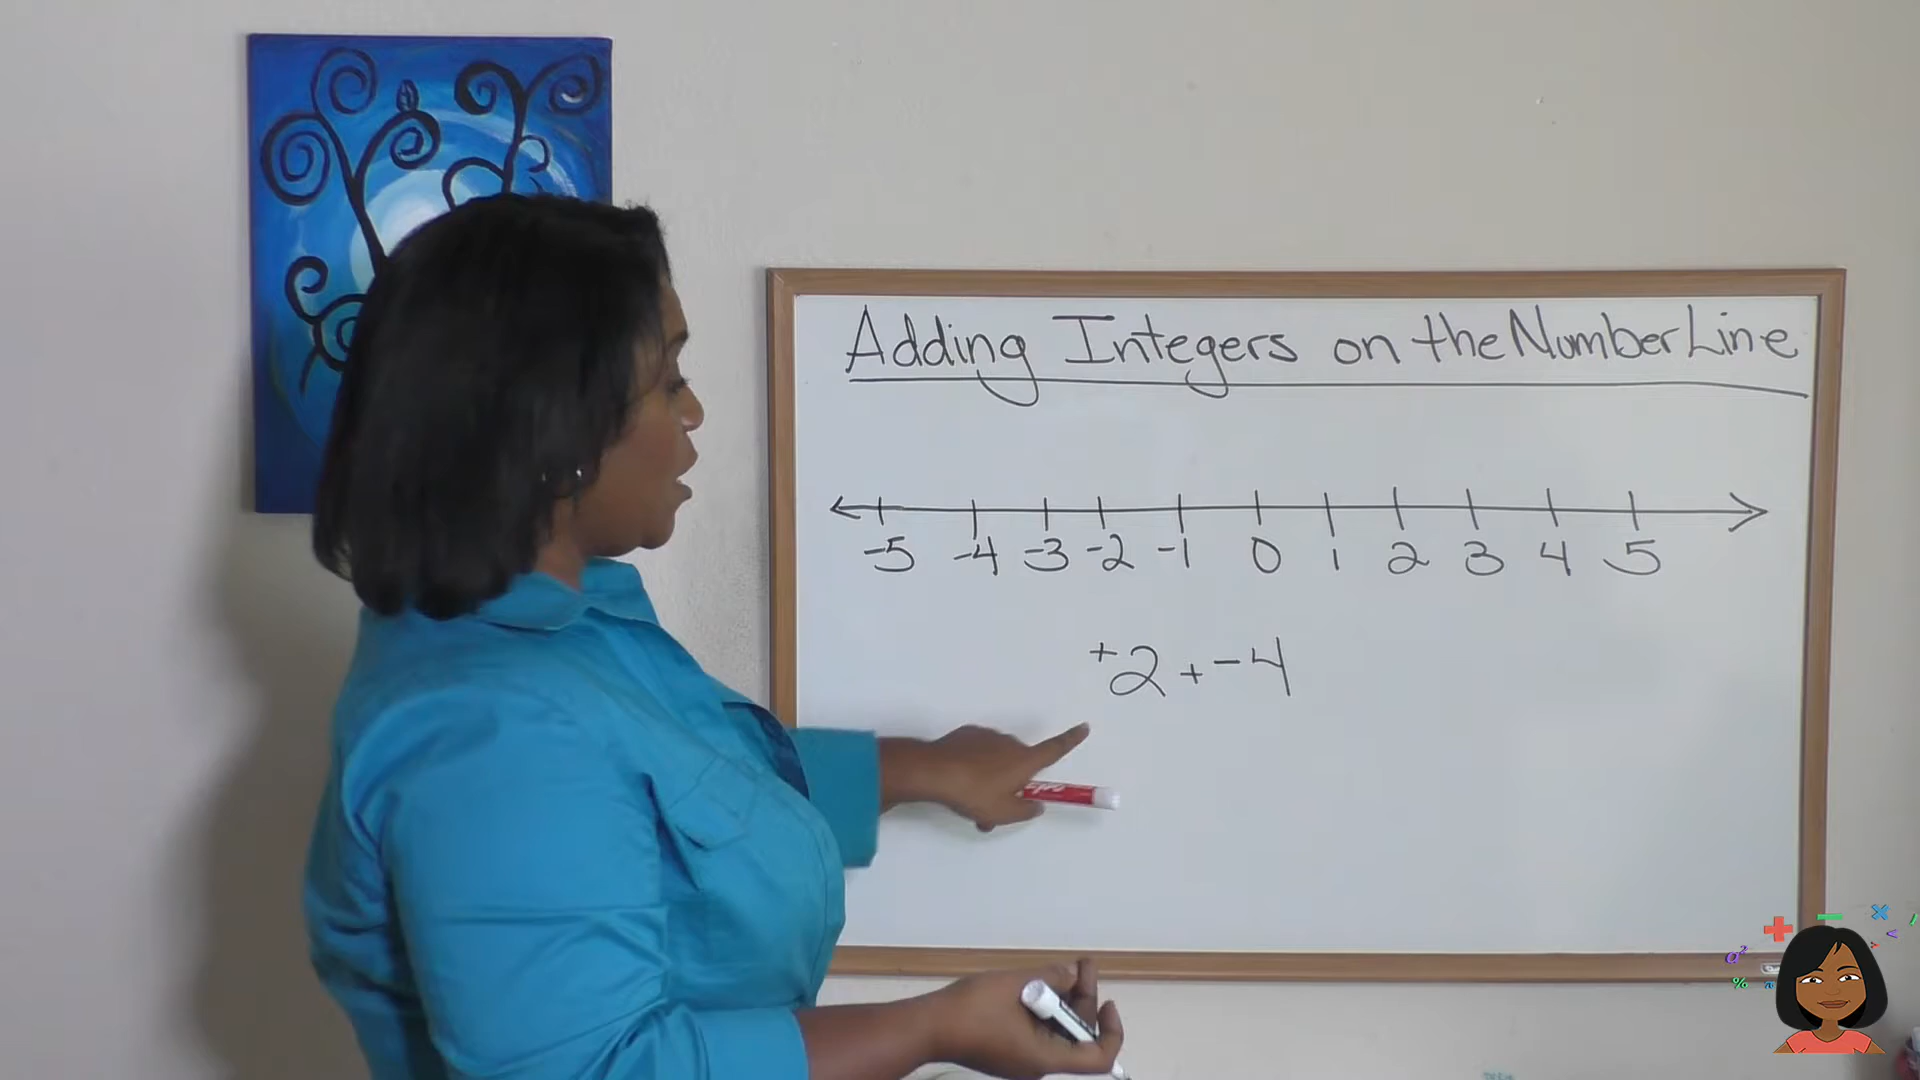 Adding Integers on the Number Line
-5 -4 -3 -2 -1 0 1 2 3 4 5
+2 + -4